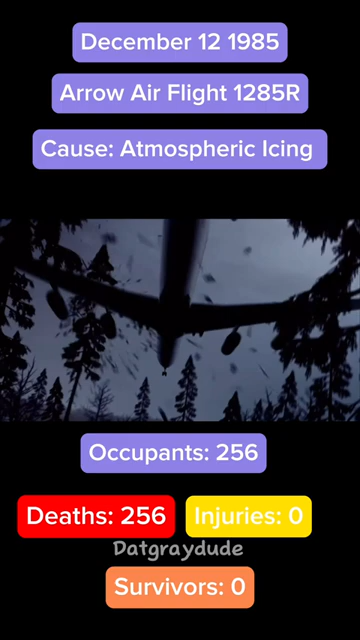 December 12 1985
Arrow Air Flight 1285R
Cause: Atmospheric Icing
Occupants: 256
Deaths: 256 Injuries: 0
Datgraydude
Survivors: 0